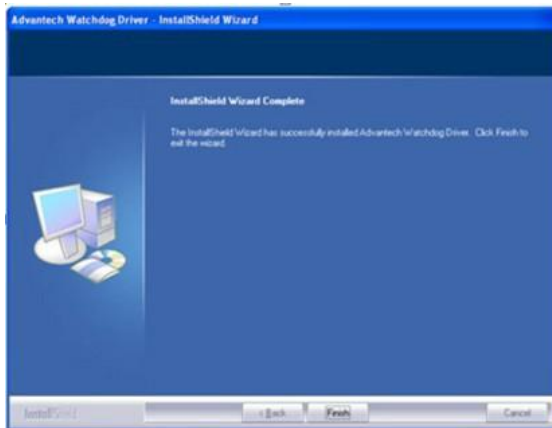 Advantech Watchdog Driver - InstallShield Wizard
InstallShield Wizard Complete
The InstallShield Wizard has successfully installed Advantech Watchdog Driver. Click Finish to
exit the wizard.
InstallShield
< Back
Finish
Cancel